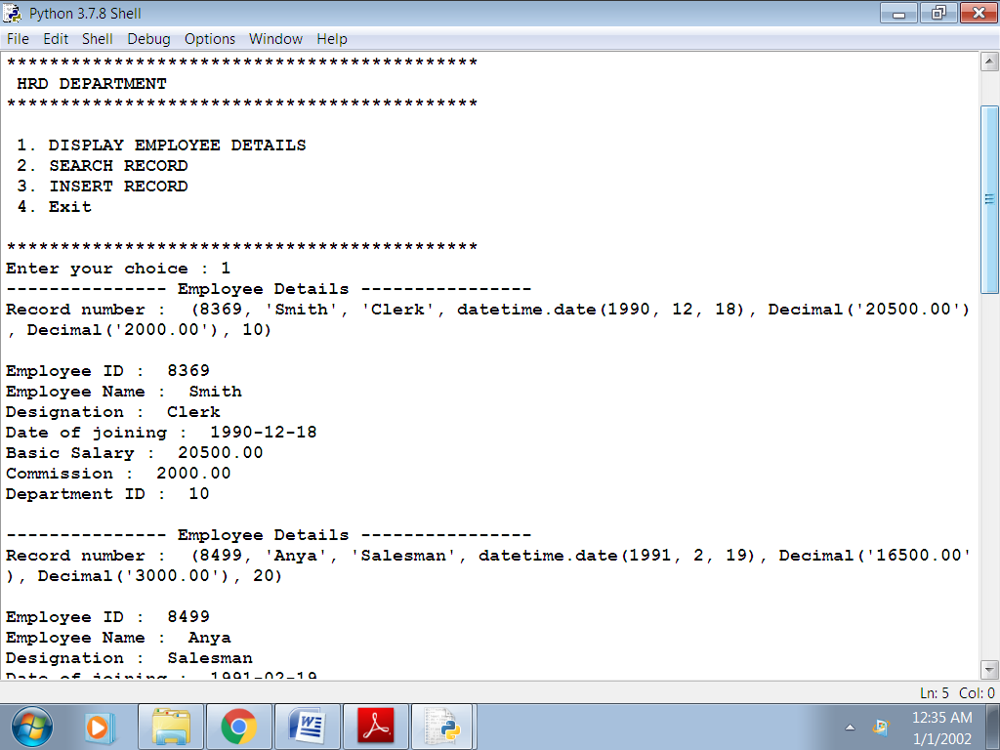 Python 3.7.8 Shell
File Edit Shell Debug Options Window Help
********************************************
HRD DEPARTMENT
********************************************
1. DISPLAY EMPLOYEE DETAILS
2. SEARCH RECORD
3. INSERT RECORD
4. Exit
********************************************
Enter your choice : 1
--------------- Employee Details ----------------
Record number :  (8369, 'Smith', 'Clerk', datetime.date(1990, 12, 18), Decimal('20500.00')
, Decimal('2000.00'), 10)
Employee ID :  8369
Employee Name :  Smith
Designation :  Clerk
Date of joining :  1990-12-18
Basic Salary :  20500.00
Commission :  2000.00
Department ID :  10
--------------- Employee Details ----------------
Record number :  (8499, 'Anya', 'Salesman', datetime.date(1991, 2, 19), Decimal('16500.00'
), Decimal('3000.00'), 20)
Employee ID :  8499
Employee Name :  Anya
Designation :  Salesman
Date of joining :  1991-02-19
Ln: 5 Col: 0
12:35 AM
1/1/2002